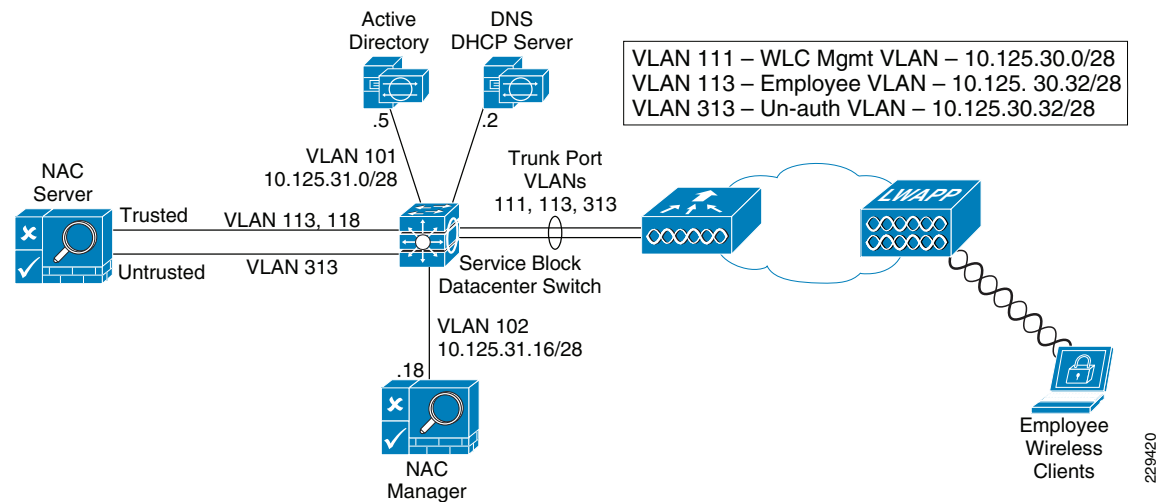 Active
Directory
DNS
DHCP Server
VLAN 111 – WLC Mgmt VLAN – 10.125.30.0/28
VLAN 113 – Employee VLAN – 10.125. 30.32/28
VLAN 313 – Un-auth VLAN – 10.125.30.32/28
.5
.2
NAC
Server
VLAN 101
10.125.31.0/28
Trunk Port
VLANs
111, 113, 313
LWAPP
Trusted
VLAN 113, 118
Untrusted
VLAN 313
Service Block
Datacenter Switch
VLAN 102
10.125.31.16/28
.18
NAC
Manager
Employee
Wireless
Clients
229420